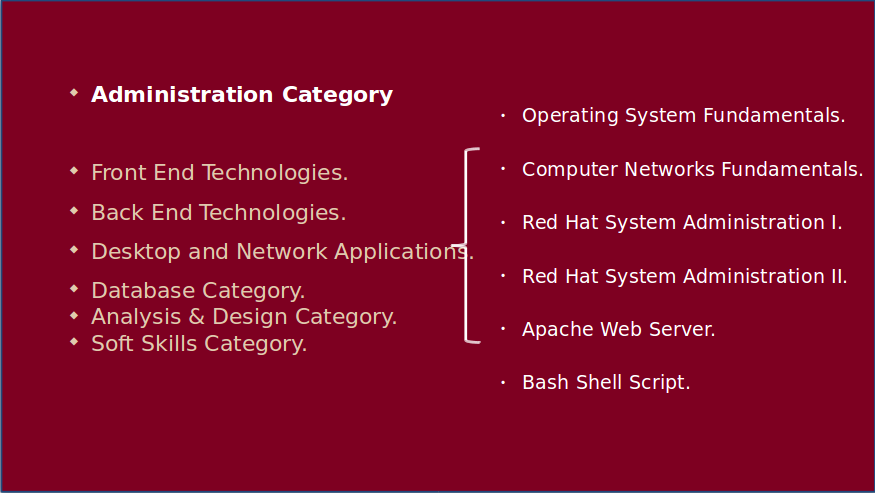 Administration Category
Front End Technologies.
Back End Technologies.
Desktop and Network Applications.
Database Category.
Analysis & Design Category.
Soft Skills Category.
Operating System Fundamentals.
Computer Networks Fundamentals.
Red Hat System Administration I.
Red Hat System Administration II.
Apache Web Server.
Bash Shell Script.